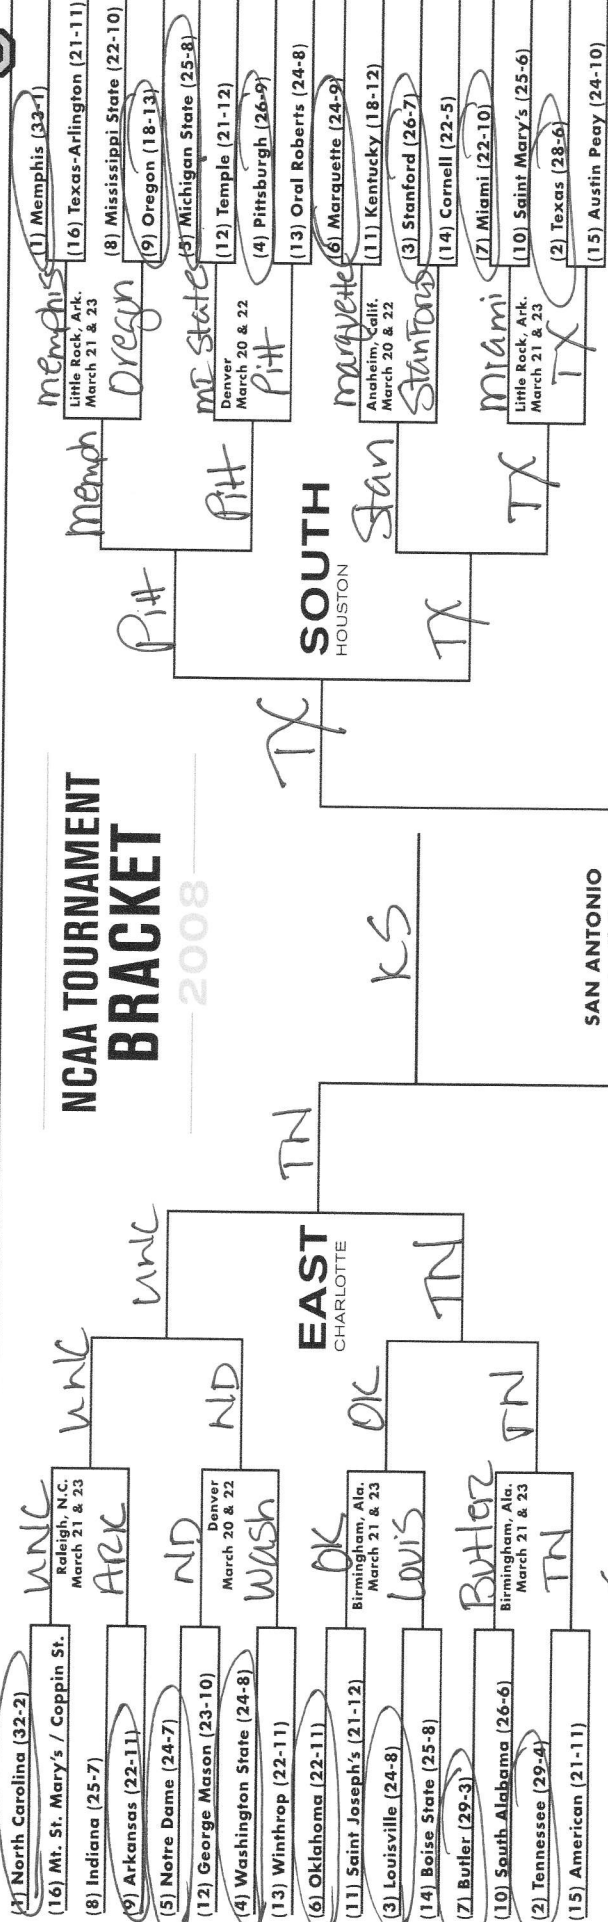 NCAA TOURNAMENT
BRACKET
2008
(1) North Carolina (32-2)
(16) Mt. St. Mary's / Coppin St.
(8) Indiana (25-7)
(9) Arkansas (22-11)
(5) Notre Dame (24-7)
(12) George Mason (23-10)
(4) Washington State (24-8)
(13) Winthrop (22-11)
(6) Oklahoma (22-11)
(11) Saint Joseph's (21-12)
(3) Louisville (24-8)
(14) Boise State (25-8)
(7) Butler (29-3)
(10) South Alabama (26-6)
(2) Tennessee (29-4)
(15) American (21-11)
UNC
Raleigh, N.C.
March 21 & 23
ARK
ND
Denver
March 20 & 22
Wash
OK
Birmingham, Ala.
March 21 & 23
Louis
Butler
Birmingham, Ala.
March 21 & 23
TN
UNC
ND
OK
TN
UNC
EAST
CHARLOTTE
TN
TN
KS
SAN ANTONIO
TX
Pitt
SOUTH
HOUSTON
TX
Memph
Pitt
Stan
TX
Memphis
Little Rock, Ark.
March 21 & 23
Oregon
MI State
Denver
March 20 & 22
Pitt
Marquette
Anaheim, Calif.
March 20 & 22
Stanford
Miami
Little Rock, Ark.
March 21 & 23
TX
(1) Memphis (33-1)
(16) Texas-Arlington (21-11)
(8) Mississippi State (22-10)
(9) Oregon (18-13)
(5) Michigan State (25-8)
(12) Temple (21-12)
(4) Pittsburgh (26-9)
(13) Oral Roberts (24-8)
(6) Marquette (24-9)
(11) Kentucky (18-12)
(3) Stanford (26-7)
(14) Cornell (22-5)
(7) Miami (22-10)
(10) Saint Mary's (25-6)
(2) Texas (28-6)
(15) Austin Peay (24-10)